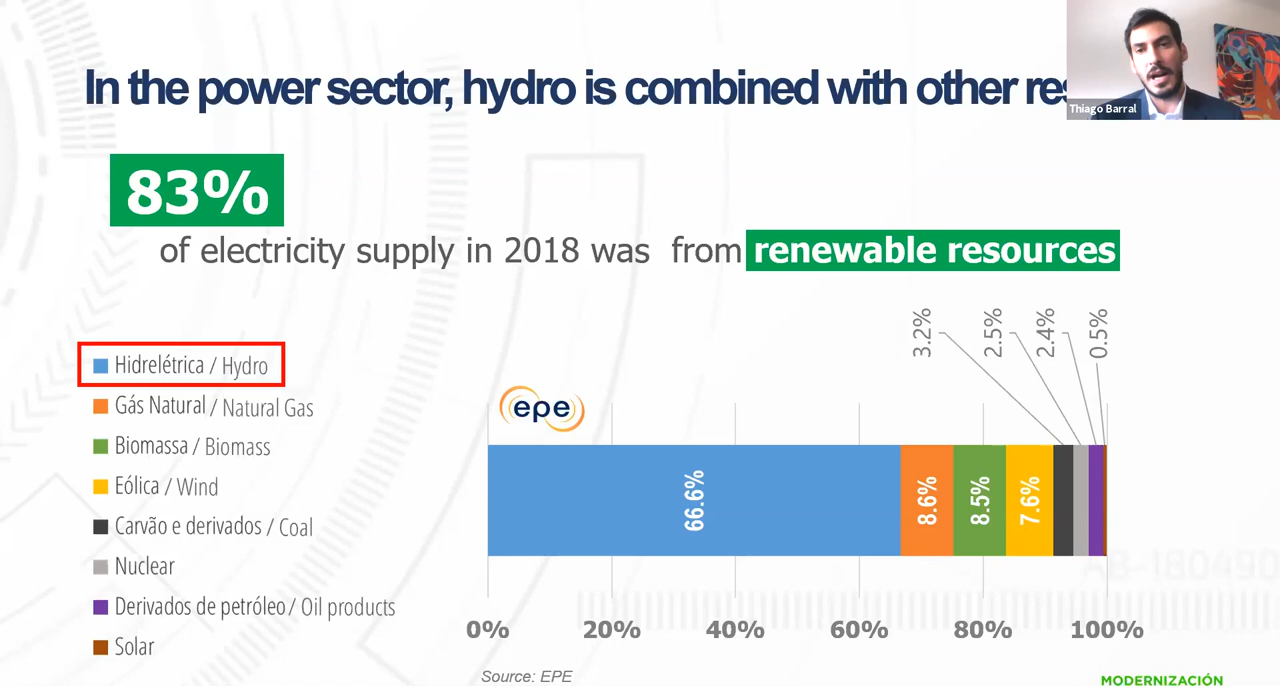 In the power sector, hydro is combined with other res
Thiago Barral
83%
of electricity supply in 2018 was from renewable resources
3.2%
2.5%
2.4%
0.5%
Hidrelétrica / Hydro
Gás Natural / Natural Gas
Biomassa / Biomass
Eólica / Wind
Carvão e derivados / Coal
Nuclear
Derivados de petróleo / Oil products
Solar
epe
66.6%
8.6%
8.5%
7.6%
AB-180490
0% 20% 40% 60% 80% 100%
Source: EPE
MODERNIZACIÓN